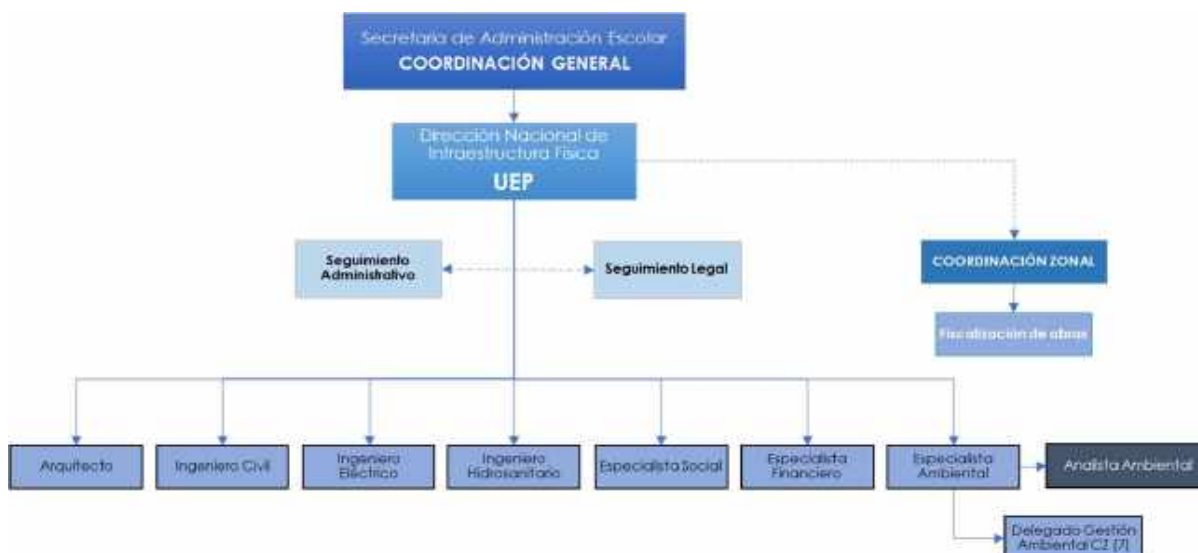 Secretaria de Administración Escolar
COORDINACIÓN GENERAL
Dirección Nacional de
Infraestructura Física
UEP
Seguimiento
Administrativo
Seguimiento Legal
COORDINACIÓN ZONAL
Fiscalización de obras
Arquitecto
Ingeniero Civil
Ingeniero
Eléctrico
Ingeniero
Hidrosanitario
Especialista Social
Especialista
Financiero
Especialista
Ambiental
Analista Ambiental
Delegado Gestión
Ambiental CZ (7)